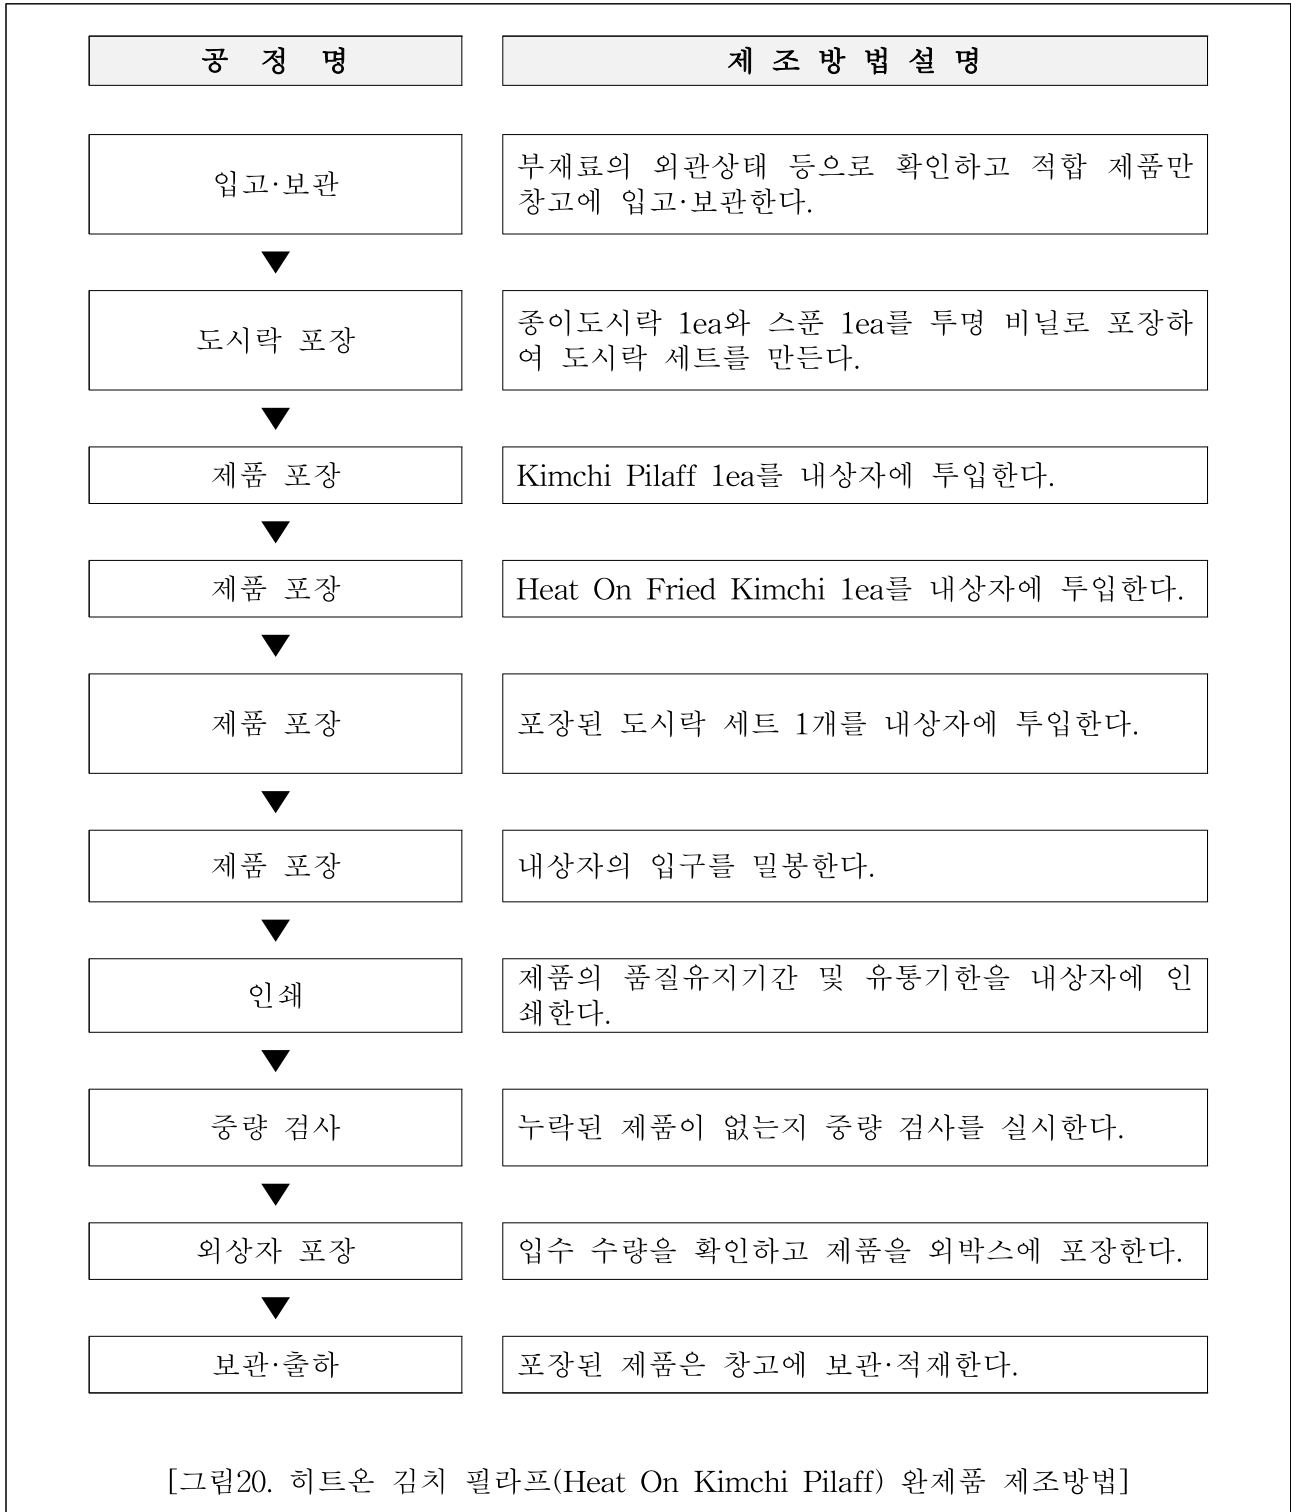 공 정 명
제 조 방 법 설 명
입고·보관
부재료의 외관상태 등으로 확인하고 적합 제품만
창고에 입고·보관한다.
▼
도시락 포장
종이도시락 1ea와 스푼 1ea를 투명 비닐로 포장하
여 도시락 세트를 만든다.
▼
제품 포장
Kimchi Pilaff 1ea를 내상자에 투입한다.
▼
제품 포장
Heat On Fried Kimchi 1ea를 내상자에 투입한다.
▼
제품 포장
포장된 도시락 세트 1개를 내상자에 투입한다.
▼
제품 포장
내상자의 입구를 밀봉한다.
▼
인쇄
제품의 품질유지기간 및 유통기한을 내상자에 인
쇄한다.
▼
중량 검사
누락된 제품이 없는지 중량 검사를 실시한다.
▼
외상자 포장
입수 수량을 확인하고 제품을 외박스에 포장한다.
▼
보관·출하
포장된 제품은 창고에 보관·적재한다.
[그림20. 히트온 김치 필라프(Heat On Kimchi Pilaff) 완제품 제조방법]